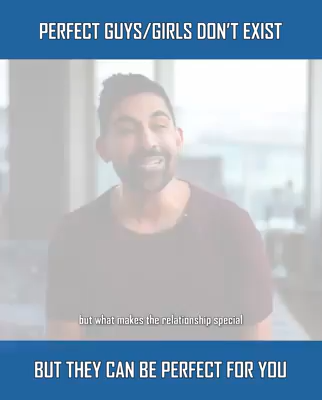 PERFECT GUYS/GIRLS DON'T EXIST
but what makes the relationship special
BUT THEY CAN BE PERFECT FOR YOU